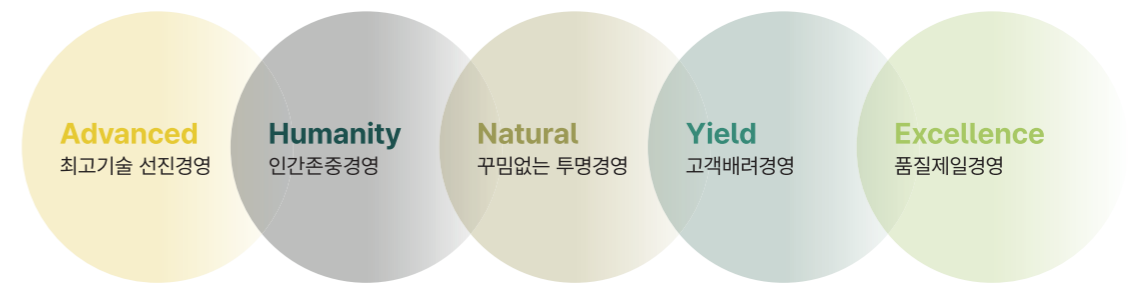 Advanced
최고기술 선진경영
Humanity
인간존중경영
Natural
꾸밈없는 투명경영
Yield
고객배려경영
Excellence
품질제일경영